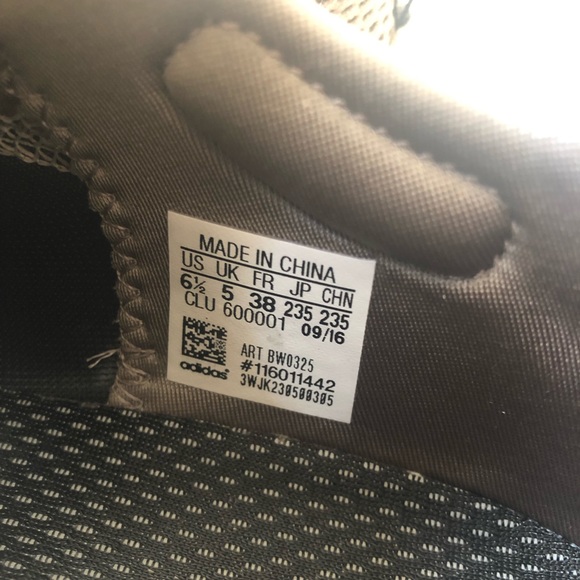 MADE IN CHINA
US UK FR JP CHN
6½ 5 38 235 235
CLU 600001 09/16
ART BW0325
#116011442
adidas 3WJK230500305